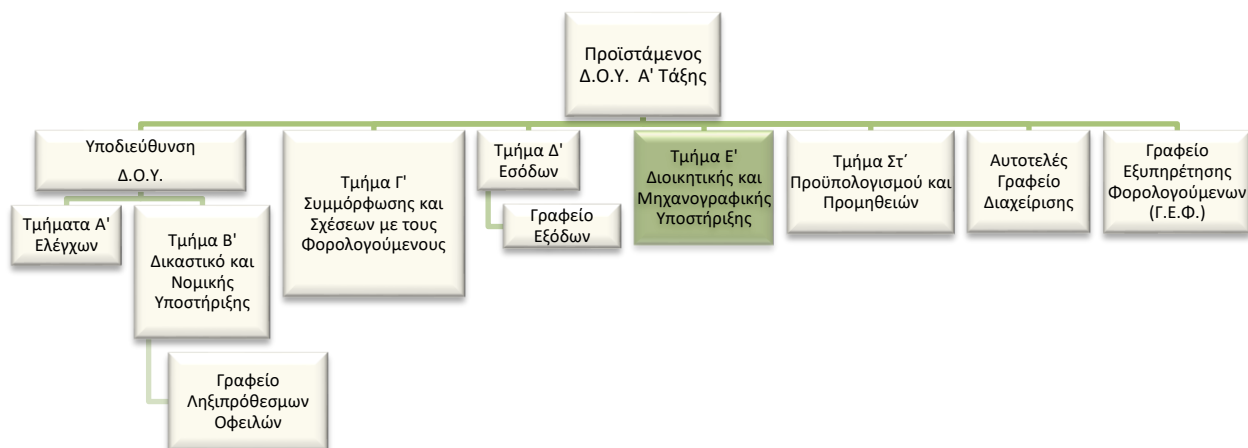 Προϊστάμενος
Δ.Ο.Υ. Α' Τάξης
Υποδιεύθυνση
Δ.Ο.Υ.
Τμήματα Α'
Ελέγχων
Τμήμα Β'
Δικαστικό και
Νομικής
Υποστήριξης
Γραφείο
Ληξιπρόθεσμων
Οφειλών
Τμήμα Γ'
Συμμόρφωσης και
Σχέσεων με τους
Φορολογούμενους
Τμήμα Δ'
Εσόδων
Γραφείο
Εξόδων
Τμήμα Ε'
Διοικητικής και
Μηχανογραφικής
Υποστήριξης
Τμήμα Στ΄
Προϋπολογισμού και
Προμηθειών
Αυτοτελές
Γραφείο
Διαχείρισης
Γραφείο
Εξυπηρέτησης
Φορολογούμενων
(Γ.Ε.Φ.)